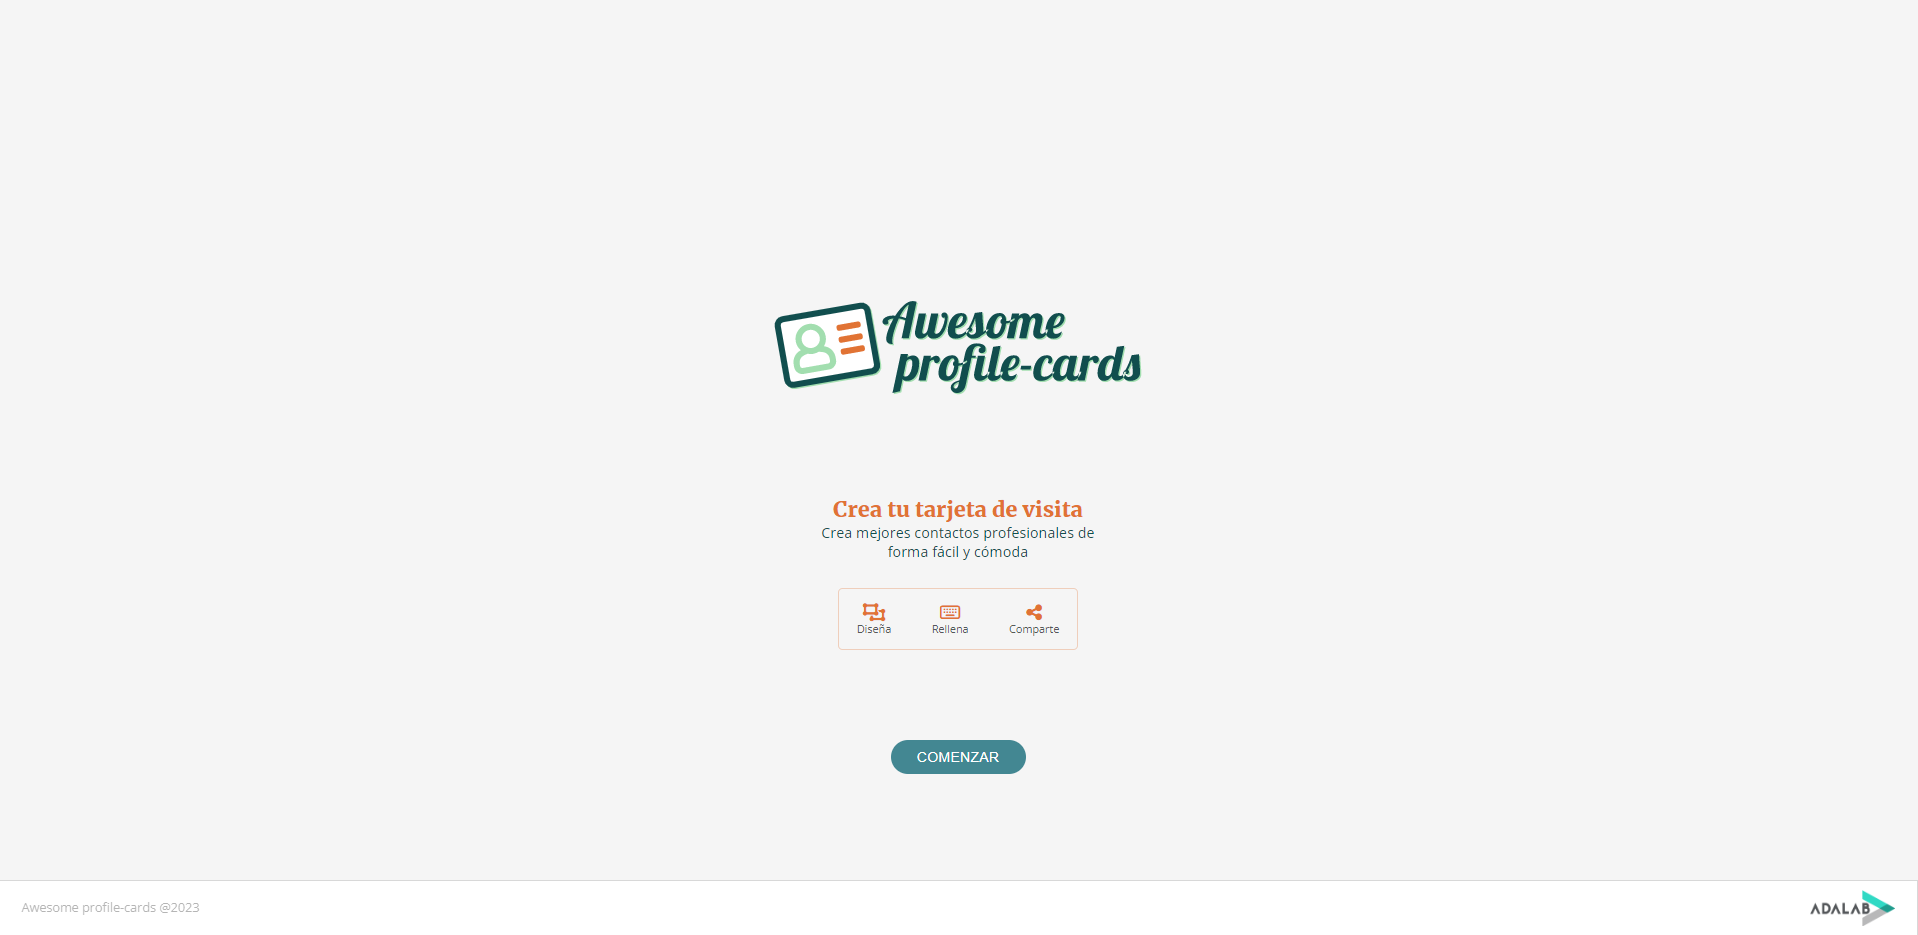 Awesome
profile-cards
Crea tu tarjeta de visita
Crea mejores contactos profesionales de
forma fácil y cómoda
Diseña
Rellena
Comparte
COMENZAR
Awesome profile-cards @2023
ADALAB